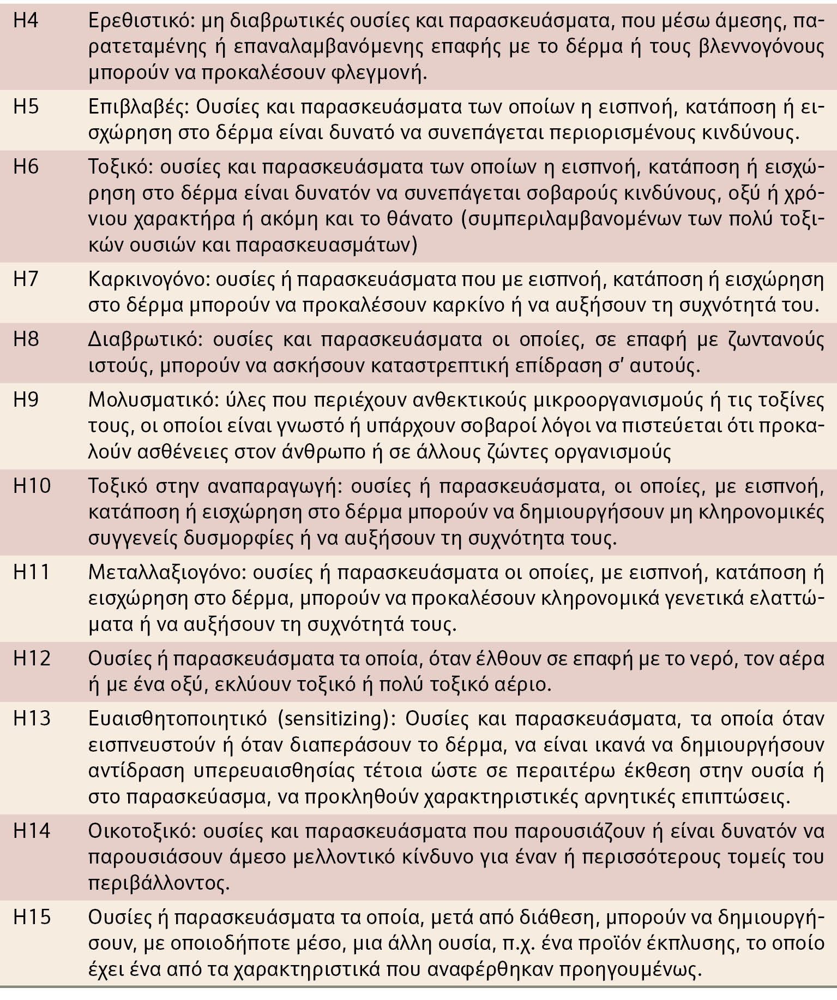 H4 Ερεθιστικό: μη διαβρωτικές ουσίες και παρασκευάσματα, που μέσω άμεσης, πα-
ρατεταμένης ή επαναλαμβανόμενης επαφής με το δέρμα ή τους βλεννογόνους
μπορούν να προκαλέσουν φλεγμονή.
H5 Επιβλαβές: Ουσίες και παρασκευάσματα των οποίων η εισπνοή, κατάποση ή ει-
σχώρηση στο δέρμα είναι δυνατό να συνεπάγεται περιορισμένους κινδύνους.
H6 Τοξικό: ουσίες και παρασκευάσματα των οποίων η εισπνοή, κατάποση ή εισχώ-
ρηση στο δέρμα είναι δυνατόν να συνεπάγεται σοβαρούς κινδύνους, οξύ ή χρό-
νιου χαρακτήρα ή ακόμη και το θάνατο (συμπεριλαμβανομένων των πολύ τοξι-
κών ουσιών και παρασκευασμάτων)
H7 Καρκινογόνο: ουσίες ή παρασκευάσματα που με εισπνοή, κατάποση ή εισχώρηση
στο δέρμα μπορούν να προκαλέσουν καρκίνο ή να αυξήσουν τη συχνότητά του.
H8 Διαβρωτικό: ουσίες και παρασκευάσματα οι οποίες, σε επαφή με ζωντανούς
ιστούς, μπορούν να ασκήσουν καταστρεπτική επίδραση σ’ αυτούς.
H9 Μολυσματικό: ύλες που περιέχουν ανθεκτικούς μικροοργανισμούς ή τις τοξίνες
τους, οι οποίοι είναι γνωστό ή υπάρχουν σοβαροί λόγοι να πιστεύεται ότι προκα-
λούν ασθένειες στον άνθρωπο ή σε άλλους ζώντες οργανισμούς
H10 Τοξικό στην αναπαραγωγή: ουσίες ή παρασκευάσματα, οι οποίες, με εισπνοή,
κατάποση ή εισχώρηση στο δέρμα μπορούν να δημιουργήσουν μη κληρονομικές
συγγενείς δυσμορφίες ή να αυξήσουν τη συχνότητα τους.
H11 Μεταλλαξιογόνο: ουσίες ή παρασκευάσματα οι οποίες, με εισπνοή, κατάποση ή
εισχώρηση στο δέρμα, μπορούν να προκαλέσουν κληρονομικά γενετικά ελαττώ-
ματα ή να αυξήσουν τη συχνότητά τους.
H12 Ουσίες ή παρασκευάσματα τα οποία, όταν έλθουν σε επαφή με το νερό, τον αέρα
ή με ένα οξύ, εκλύουν τοξικό ή πολύ τοξικό αέριο.
H13 Ευαισθητοποιητικό (sensitizing): Ουσίες και παρασκευάσματα, τα οποία όταν
εισπνευστούν ή όταν διαπεράσουν το δέρμα, να είναι ικανά να δημιουργήσουν
αντίδραση υπερευαισθησίας τέτοια ώστε σε περαιτέρω έκθεση στην ουσία ή
στο παρασκεύασμα, να προκληθούν χαρακτηριστικές αρνητικές επιπτώσεις.
H14 Οικοτοξικό: ουσίες και παρασκευάσματα που παρουσιάζουν ή είναι δυνατόν να
παρουσιάσουν άμεσο μελλοντικό κίνδυνο για έναν ή περισσότερους τομείς του
περιβάλλοντος.
H15 Ουσίες ή παρασκευάσματα τα οποία, μετά από διάθεση, μπορούν να δημιουργή-
σουν, με οποιοδήποτε μέσο, μια άλλη ουσία, π.χ. ένα προϊόν έκπλυσης, το οποίο
έχει ένα από τα χαρακτηριστικά που αναφέρθηκαν προηγουμένως.